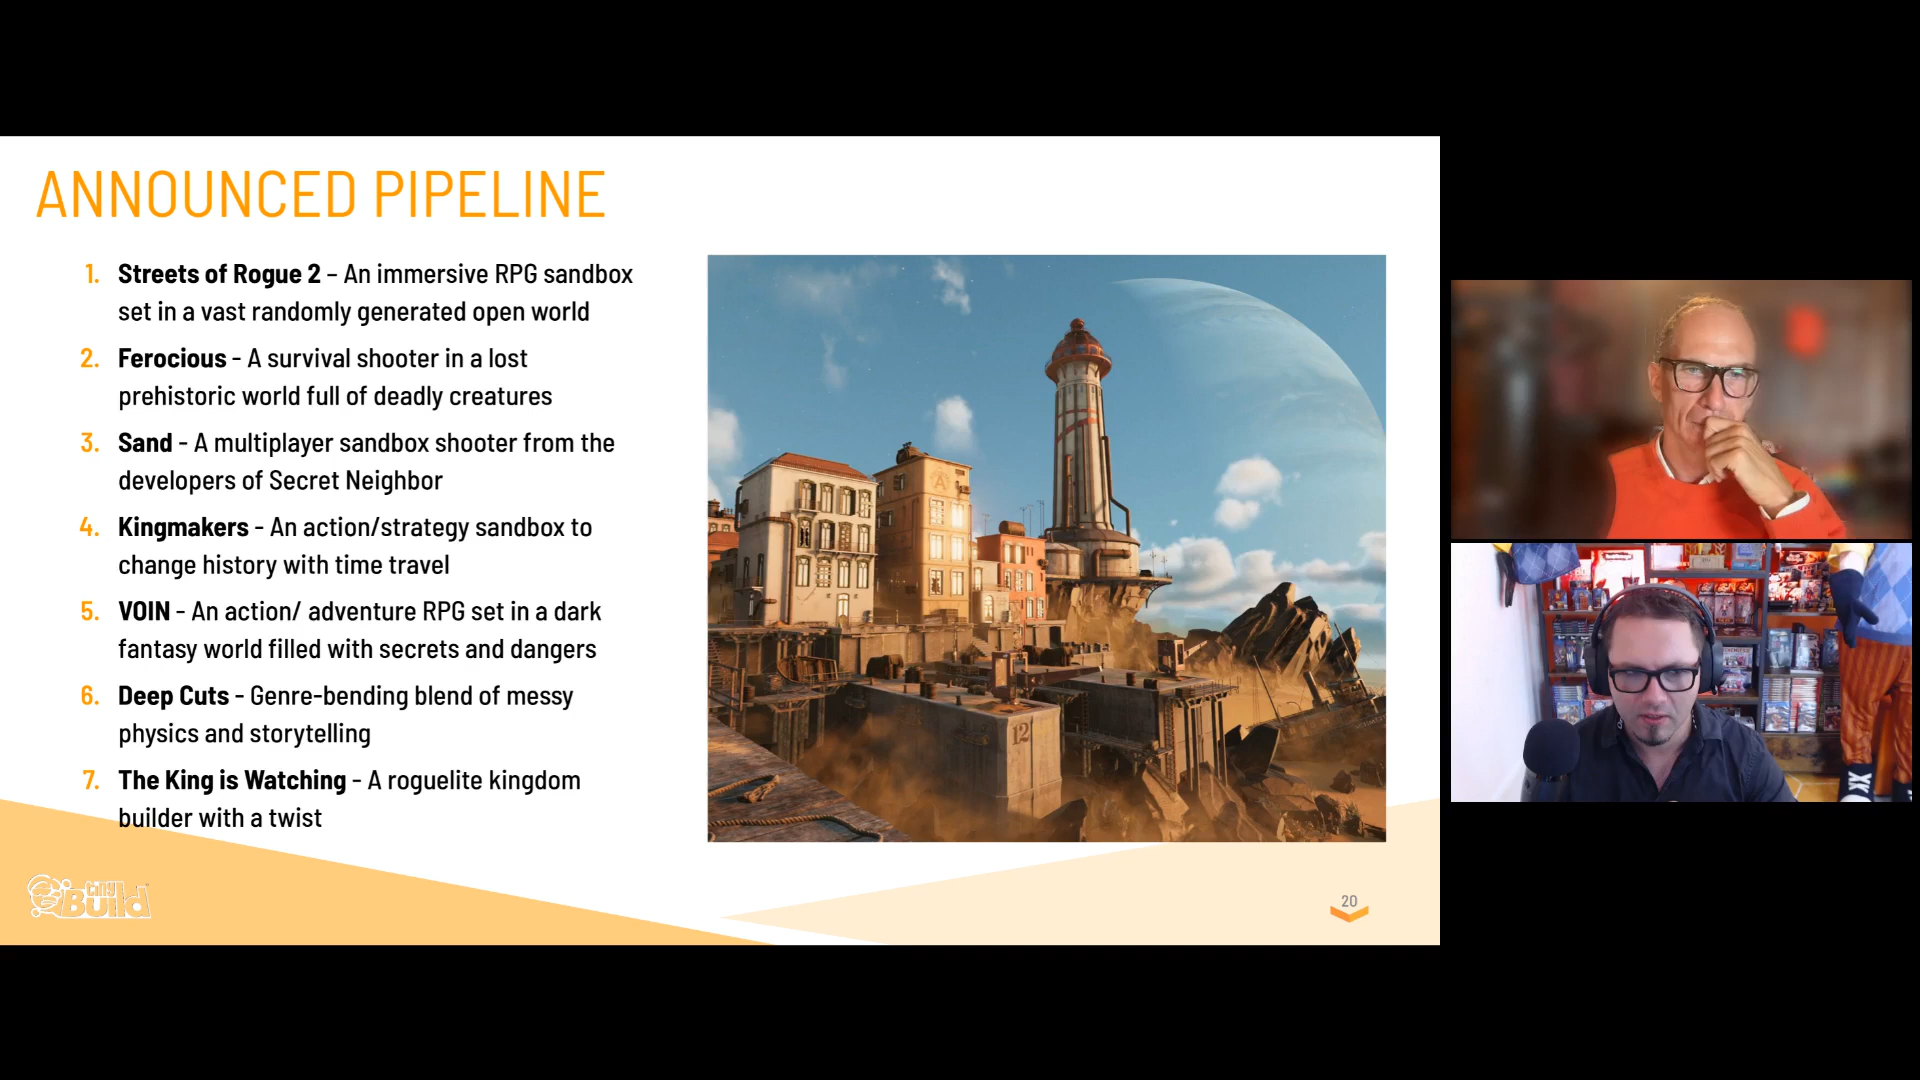 ANNOUNCED PIPELINE
1. Streets of Rogue 2 – An immersive RPG sandbox
set in a vast randomly generated open world
2. Ferocious - A survival shooter in a lost
prehistoric world full of deadly creatures
3. Sand - A multiplayer sandbox shooter from the
developers of Secret Neighbor
4. Kingmakers - An action/strategy sandbox to
change history with time travel
5. VOIN - An action/ adventure RPG set in a dark
fantasy world filled with secrets and dangers
6. Deep Cuts - Genre-bending blend of messy
physics and storytelling
7. The King is Watching - A roguelite kingdom
builder with a twist
A
12
tiny
Build
20